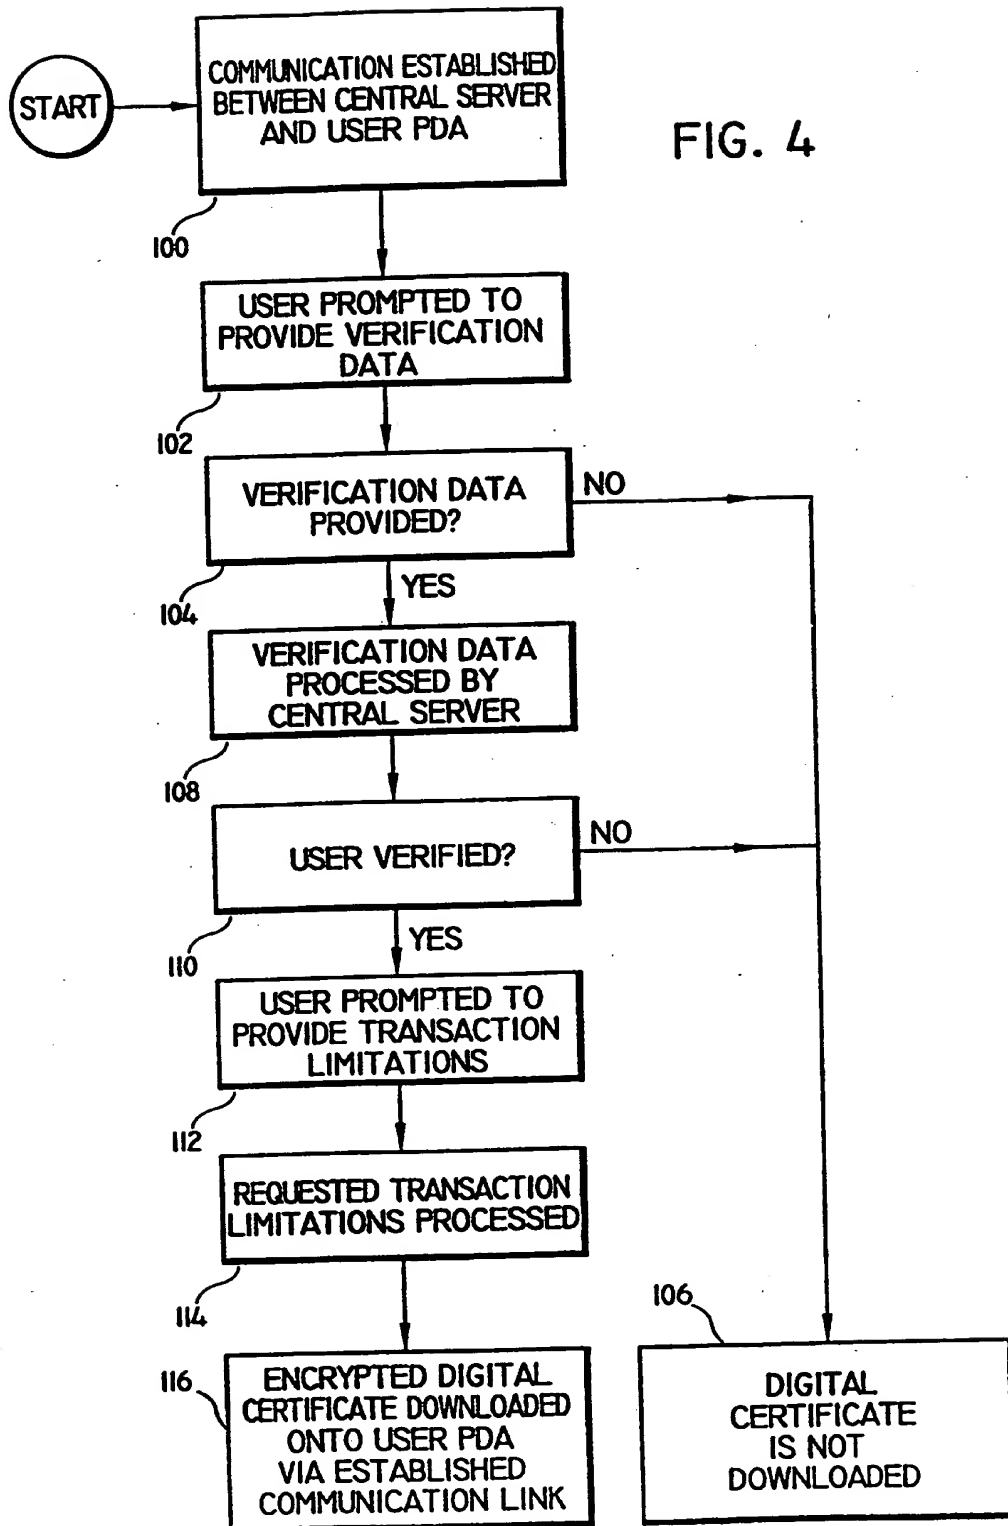 START
COMMUNICATION ESTABLISHED
BETWEEN CENTRAL SERVER
AND USER PDA
FIG. 4
100
USER PROMPTED TO
PROVIDE VERIFICATION
DATA
102
VERIFICATION DATA
PROVIDED?
NO
104
YES
VERIFICATION DATA
PROCESSED BY
CENTRAL SERVER
108
USER VERIFIED?
NO
110
YES
USER PROMPTED TO
PROVIDE TRANSACTION
LIMITATIONS
112
REQUESTED TRANSACTION
LIMITATIONS PROCESSED
114
116
ENCRYPTED DIGITAL
CERTIFICATE DOWNLOADED
ONTO USER PDA
VIA ESTABLISHED
COMMUNICATION LINK
106
DIGITAL
CERTIFICATE
IS NOT
DOWNLOADED